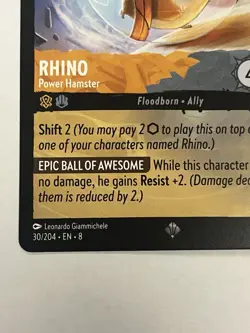 RHINO
Power Hamster
Floodborn • Ally
Shift 2 (You may pay 2 to play this on top o
one of your characters named Rhino.)
EPIC BALL OF AWESOME While this character
no damage, he gains Resist +2. (Damage dea
them is reduced by 2.)
Leonardo Giammichele
30/204 • EN • 8